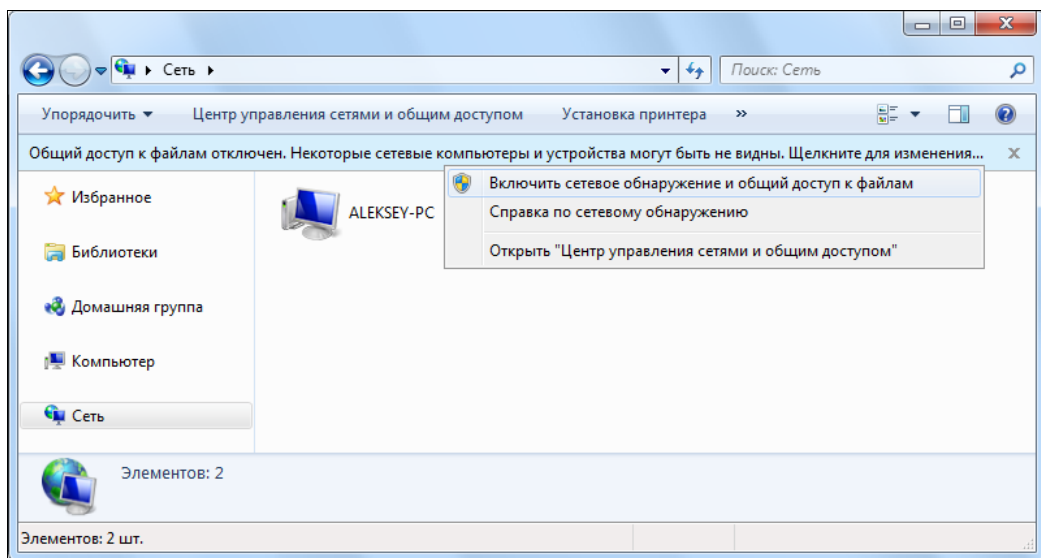 Сеть
Поиск: Сеть
Упорядочить
Центр управления сетями и общим доступом
Установка принтера
»
Общий доступ к файлам отключен. Некоторые сетевые компьютеры и устройства могут быть не видны. Щелкните для изменения...
Включить сетевое обнаружение и общий доступ к файлам
Справка по сетевому обнаружению
Открыть "Центр управления сетями и общим доступом"
Избранное
Библиотеки
Домашняя группа
Компьютер
Сеть
ALEKSEY-PC
Элементов: 2
Элементов: 2 шт.